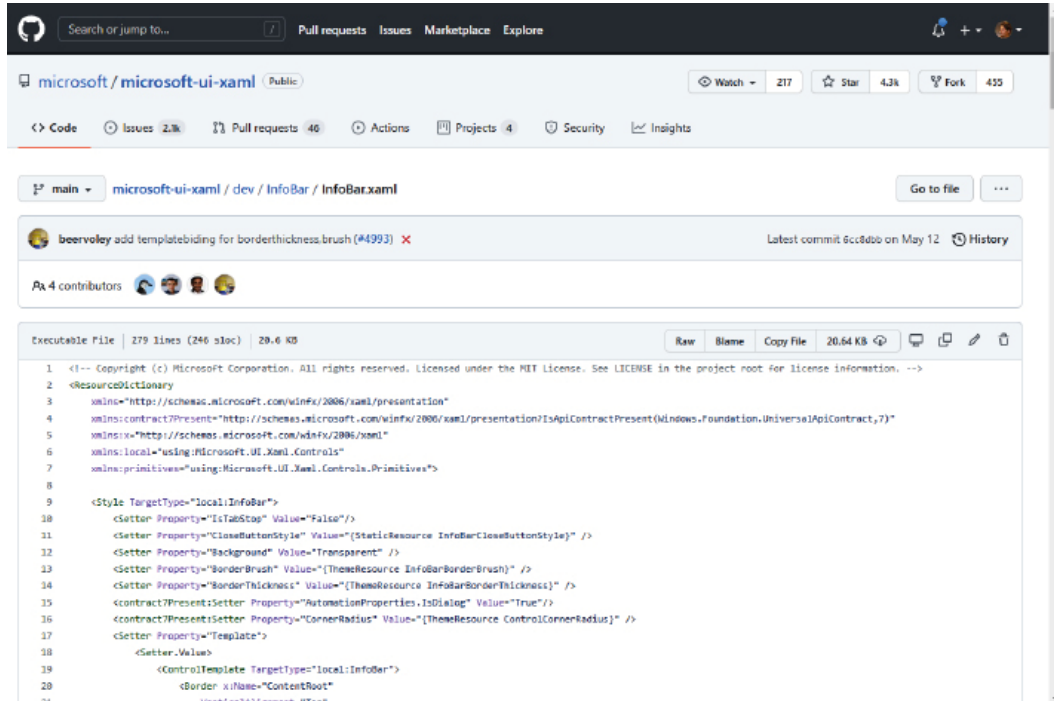 Search or jump to... / Pull requests Issues Marketplace Explore
microsoft / microsoft-ui-xaml Public Watch 217 Star 4.3k Fork 455
Code Issues 2.1k Pull requests 46 Actions Projects 4 Security Insights
main microsoft-ui-xaml / dev / InfoBar / InfoBar.xaml Go to file ...
beervoley add templatebiding for borderthickness,brush (#4993) Latest commit on May 12 History
4 contributors
Executable File 279 lines (246 sloc) 20.6 KB Raw Blame Copy File 20.64 KB
1 <!-- Copyright (c) Microsoft Corporation. All rights reserved. Licensed under the MIT License. See LICENSE in the project root for license information. -->
2 <ResourceDictionary
3 xmlns="http://schemas.microsoft.com/winfx/2006/xaml/presentation"
4 xmlns:contract7Present="http://schemas.microsoft.com/winfx/2006/xaml/presentation?IsApiContractPresent(Windows.Foundation.UniversalApiContract,7)"
5 xmlns:x="http://schemas.microsoft.com/winfx/2006/xaml"
6 xmlns:local="using:Microsoft.UI.Xaml.Controls"
7 xmlns:primitives="using:Microsoft.UI.Xaml.Controls.Primitives">
8
9 <Style TargetType="local:InfoBar">
10 <Setter Property="IsTabStop" Value="False"/>
11 <Setter Property="CloseButtonStyle" Value="{StaticResource InfoBarCloseButtonStyle}" />
12 <Setter Property="Background" Value="Transparent" />
13 <Setter Property="BorderBrush" Value="{ThemeResource InfoBarBorderBrush}" />
14 <Setter Property="BorderThickness" Value="{ThemeResource InfoBarBorderThickness}" />
15 <contract7Present:Setter Property="AutomationProperties.IsDialog" Value="True"/>
16 <contract7Present:Setter Property="CornerRadius" Value="{ThemeResource ControlCornerRadius}" />
17 <Setter Property="Template">
18 <Setter.Value>
19 <ControlTemplate TargetType="local:InfoBar">
20 <Border x:Name="ContentRoot"